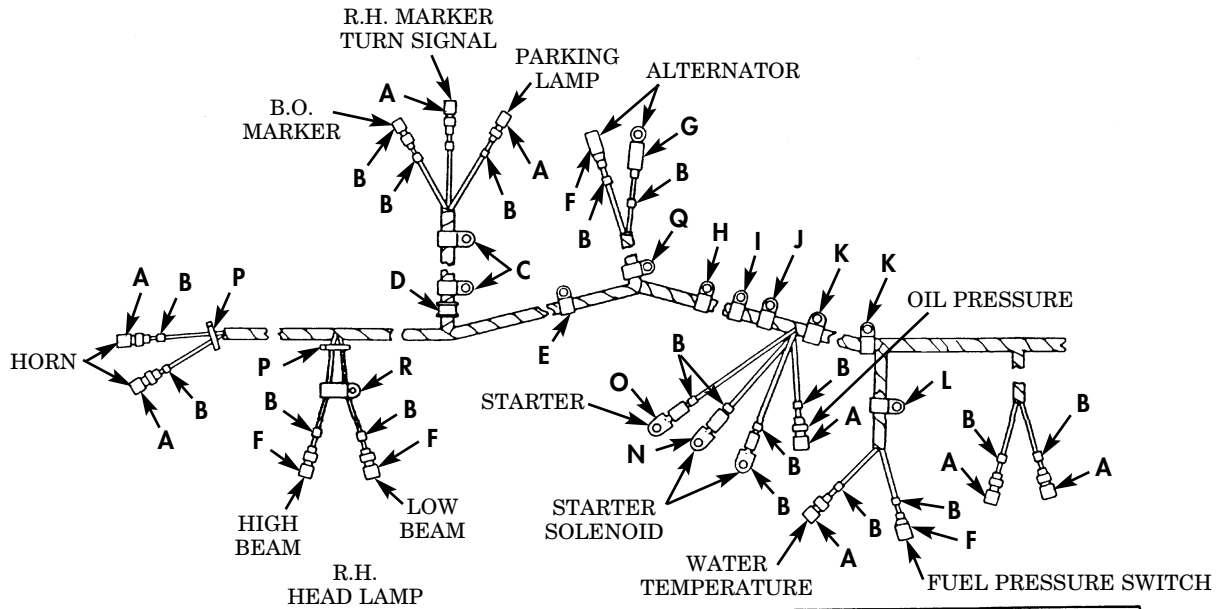 R.H. MARKER
TURN SIGNAL
PARKING
LAMP
ALTERNATOR
B.O.
MARKER
A
G
B
A
B
B
B
F
B
B
Q
H
I
J
K
K
OIL PRESSURE
C
D
A
B
P
E
HORN
A
B
P
R
B
B
F
F
HIGH
BEAM
LOW
BEAM
R.H.
HEAD LAMP
B
O
STARTER
N
B
B
STARTER
SOLENOID
B
A
L
B
A
WATER
TEMPERATURE
B
F
FUEL PRESSURE SWITCH
B
B
A
A